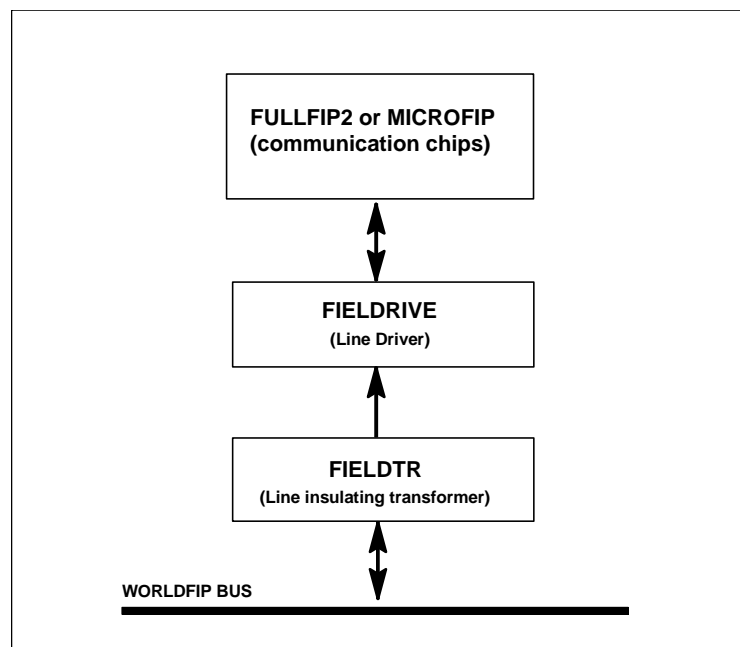 FULLFIP2 or MICROFIP
(communication chips)
FIELDRIVE
(Line Driver)
FIELDTR
(Line insulating transformer)
WORLDFIP BUS